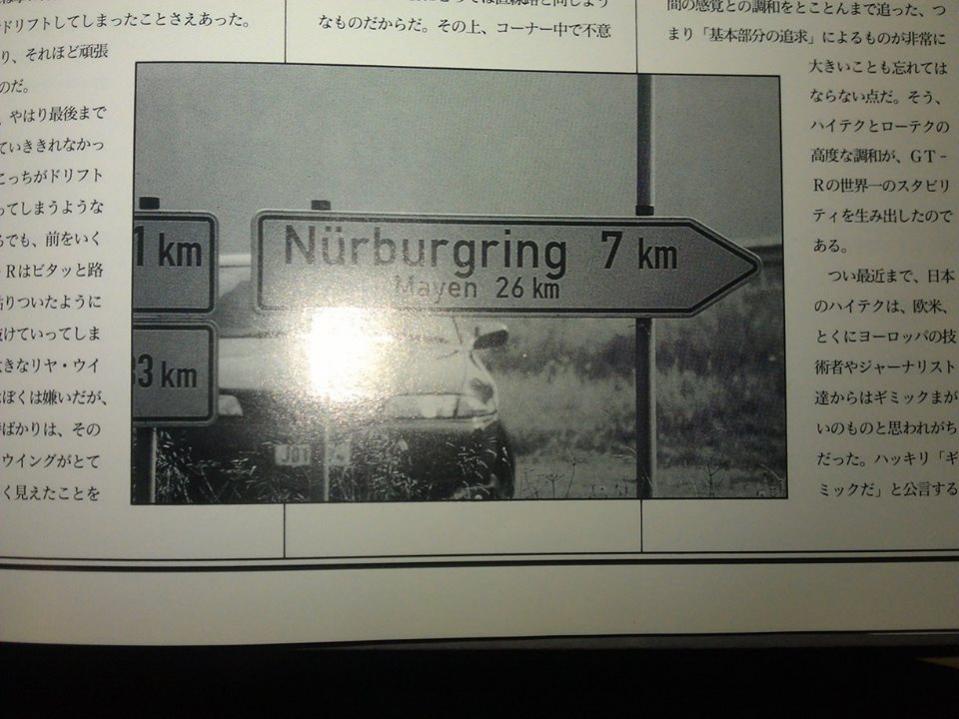 ドリフトしてしまったことさえあった。
り、それほど頑張
のだ。
、やはり最後まで
ていききれなかっ
こっちがドリフト
ってしまうような
でも、前をいく
Rはピタッと路
りついたように
けていってしま
きなリヤ・ウイ
ぼくは嫌いだが、
ばかりは、その
ウイングがとて
く見えたことを
は直線路と同じよう
なものだからだ。その上、コーナー中で不意
1 km
33 km
Nürburgring 7 km
Mayen 26 km
J01
間の感覚との調和をとことんまで追った、つ
まり「基本部分の追求」によるものが非常に
大きいことも忘れては
ならない点だ。そう、
ハイテクとローテクの
高度な調和が、GT-
Rの世界一のスタビリ
ティを生み出したので
ある。
つい最近まで、日本
のハイテクは、欧米、
とくにヨーロッパの技
術者やジャーナリスト
達からはギミックまが
いのものと思われがち
だった。ハッキリ「ギ
ミックだ」と公言する